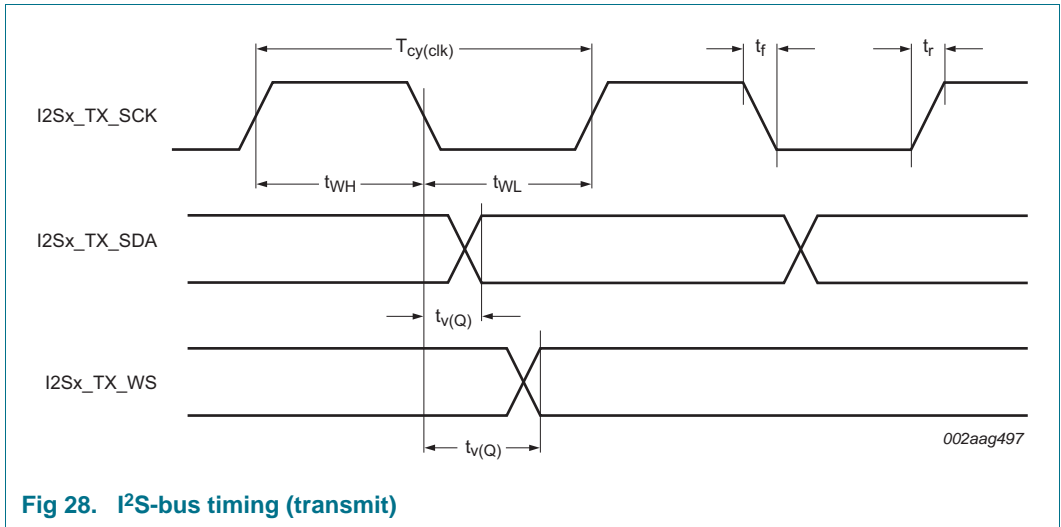 T_cy(clk) t_f t_r
I2Sx_TX_SCK
t_WH t_WL
I2Sx_TX_SDA
t_v(Q)
I2Sx_TX_WS
t_v(Q)
002aag497
Fig 28. I²S-bus timing (transmit)